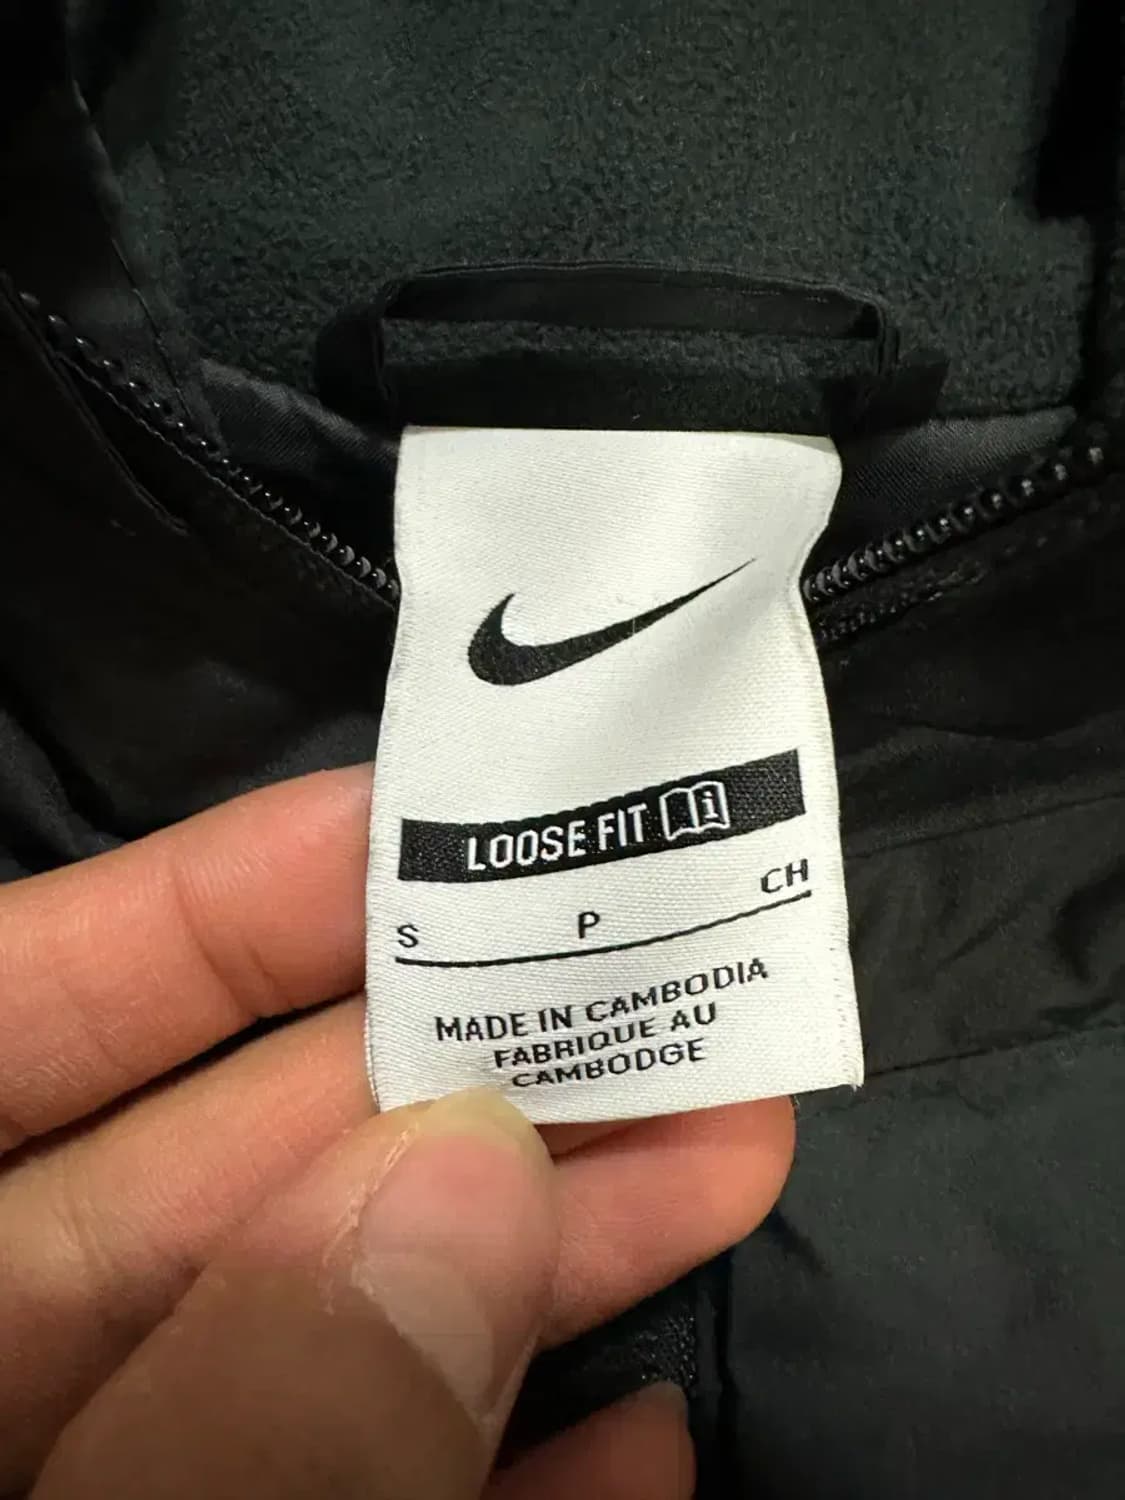 LOOSE FIT i
S P CH
MADE IN CAMBODIA
FABRIQUE AU
CAMBODGE